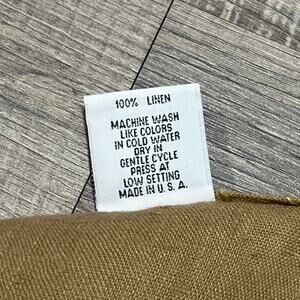 100% LINEN
MACHINE WASH
LIKE COLORS
IN COLD WATER
DRY IN
GENTLE CYCLE
PRESS AT
LOW SETTING
MADE IN U. S. A.